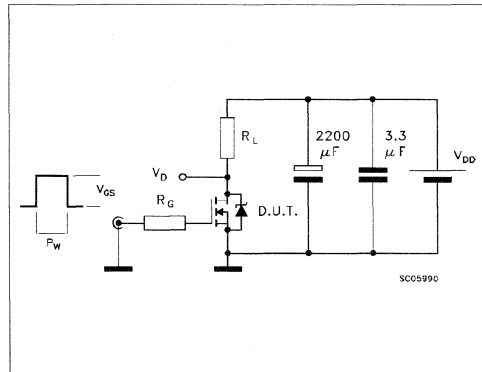 R_L
2200 μF
3.3 μF
V_DD
V_D
V_GS
R_G
D.U.T.
P_W
SC05990